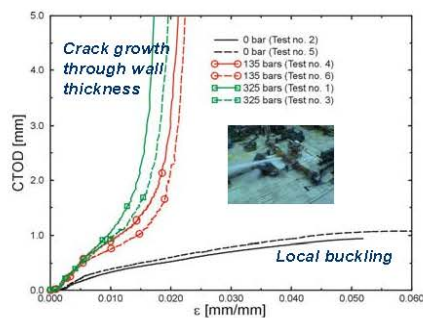 5.0
4.0
3.0
2.0
1.0
0.0
CTOD [mm]
Crack growth
through wall
thickness
0 bar (Test no. 2)
0 bar (Test no. 5)
135 bars (Test no. 4)
135 bars (Test no. 6)
325 bars (Test no. 1)
325 bars (Test no. 3)
Local buckling
0.000 0.010 0.020 0.030 0.040 0.050 0.060
ε [mm/mm]